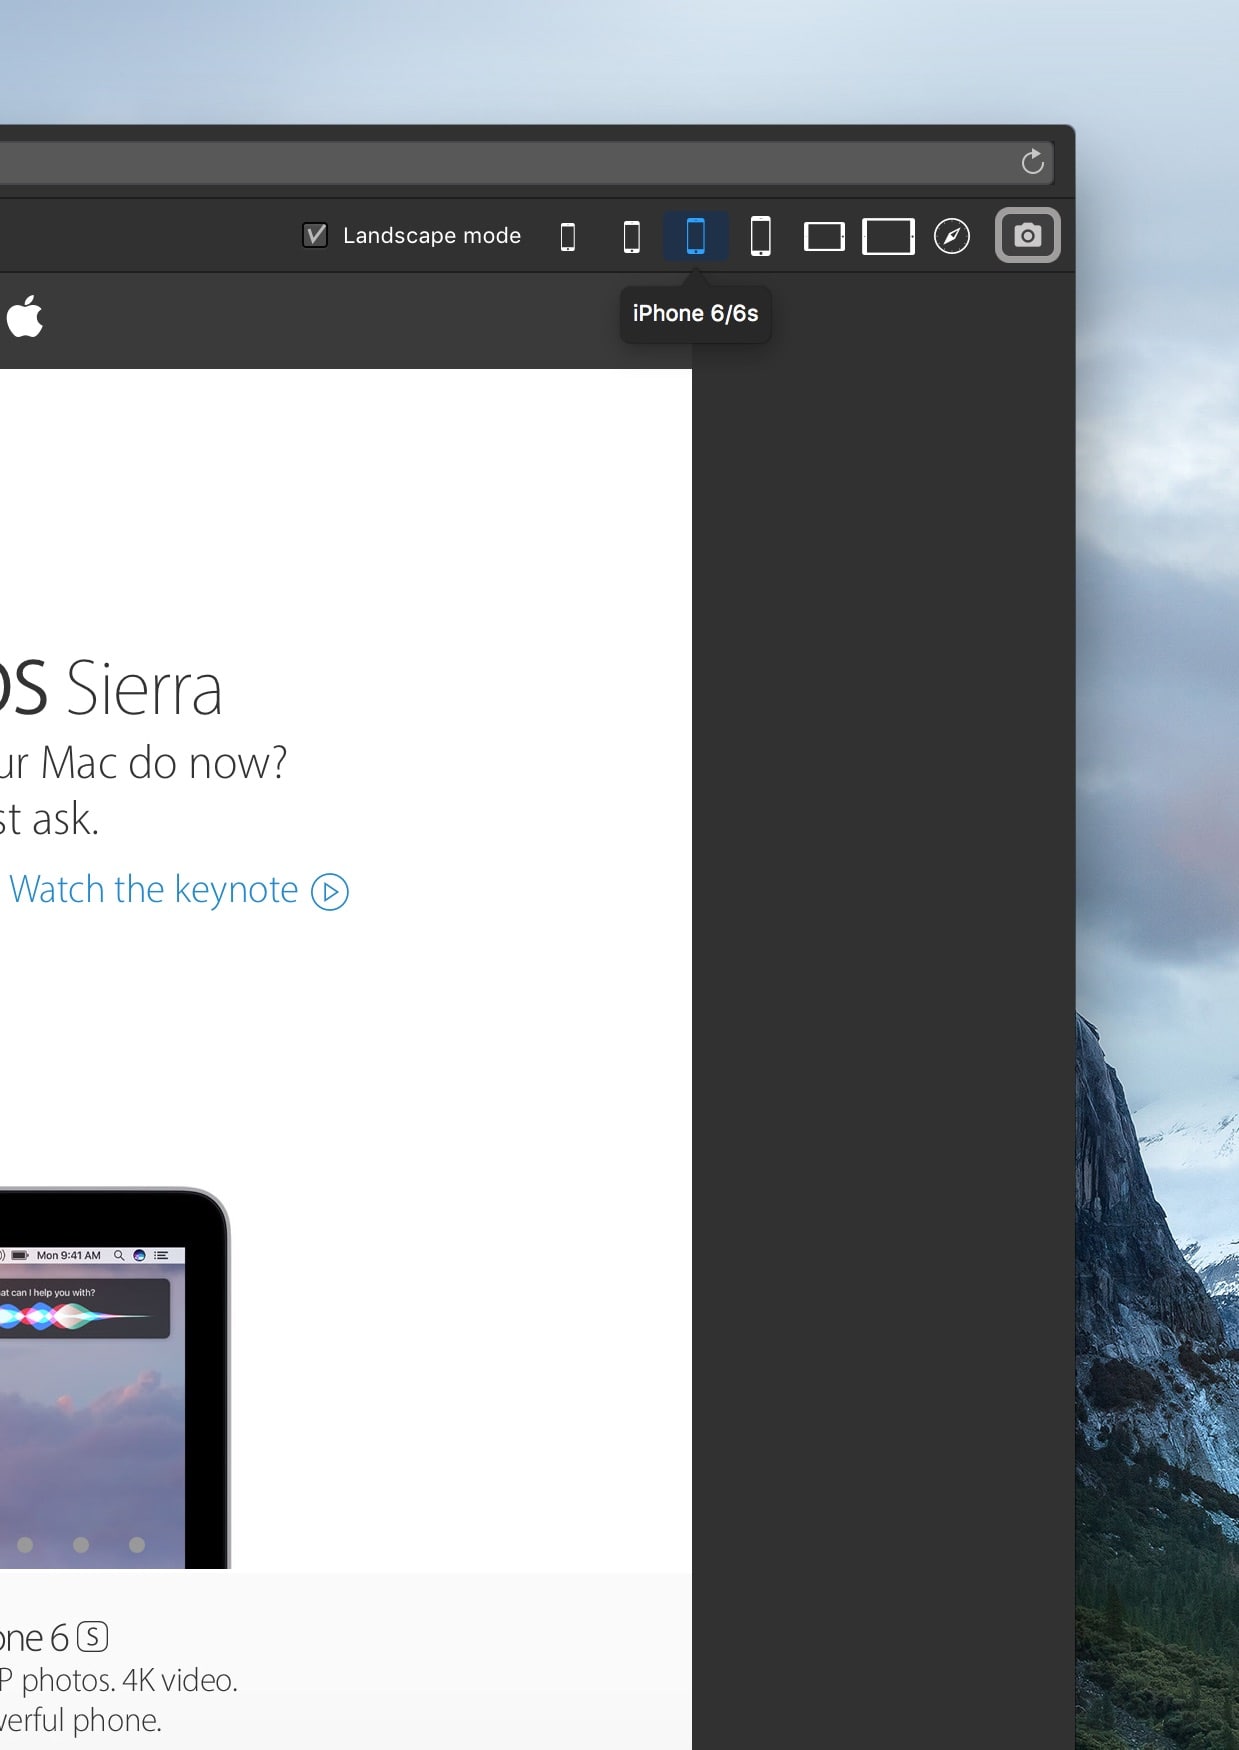 Landscape mode
iPhone 6/6s
OS Sierra
ur Mac do now?
st ask.
Watch the keynote
Mon 9:41 AM
at can I help you with?
one 6 S
P photos. 4K video.
verful phone.